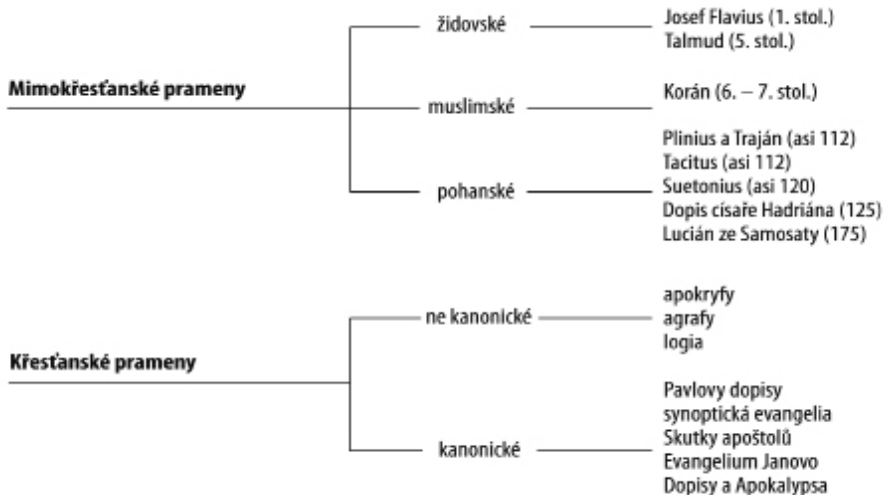 židovské
Josef Flavius (1. stol.)
Talmud (5. stol.)
Mimokřesťanské prameny
muslimské
Korán (6. – 7. stol.)
pohanské
Plinius a Traján (asi 112)
Tacitus (asi 112)
Suetonius (asi 120)
Dopis císaře Hadriána (125)
Lucián ze Samosaty (175)
ne kanonické
apokryfy
agrafy
logia
Křesťanské prameny
kanonické
Pavlovy dopisy
synoptická evangelia
Skutky apoštolů
Evangelium Janovo
Dopisy a Apokalypsa